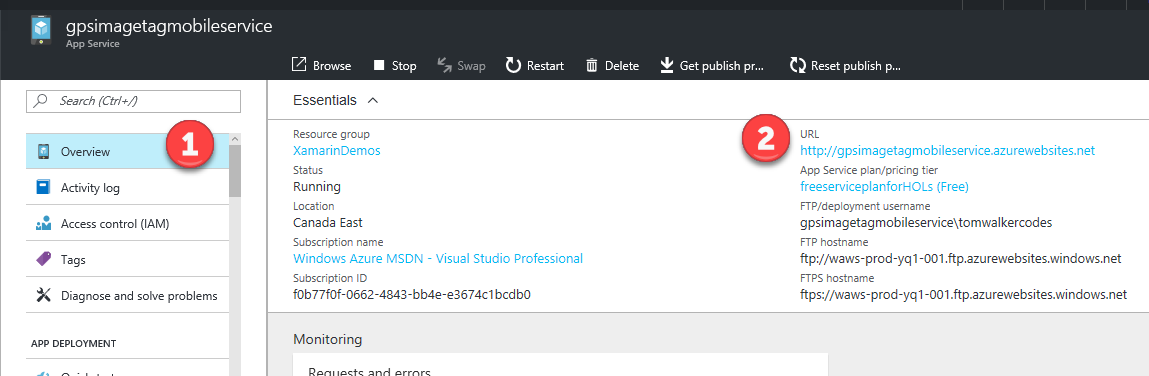 gpsimagetagmobileservice
App Service
Browse Stop Swap Restart Delete Get publish pr... Reset publish p...
Search (Ctrl+/)
Overview
1
Activity log
Access control (IAM)
Tags
Diagnose and solve problems
APP DEPLOYMENT
Essentials
Resource group
XamarinDemos
Status
Running
Location
Canada East
Subscription name
Windows Azure MSDN - Visual Studio Professional
Subscription ID
f0b77f0f-0662-4843-bb4e-e3674c1bcdb0
2
URL
http://gpsimagetagmobileservice.azurewebsites.net
App Service plan/pricing tier
freeserviceplanforHOLs (Free)
FTP/deployment username
gpsimagetagmobileservice\tomwalkercodes
FTP hostname
ftp://waws-prod-yq1-001.ftp.azurewebsites.windows.net
FTPS hostname
ftps://waws-prod-yq1-001.ftp.azurewebsites.windows.net
Monitoring
Requests and errors